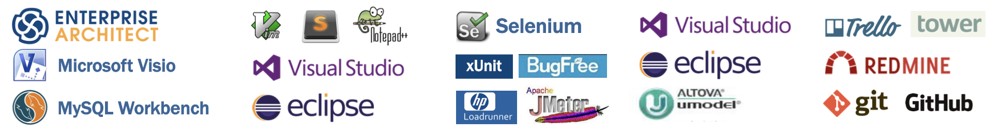 ENTERPRISE
ARCHITECT
Microsoft Visio
MySQL Workbench
Vim
S
Notepad++
Visual Studio
eclipse
Se
Selenium
xUnit
BugFree
hp
Loadrunner
Apache
JMeter
Visual Studio
eclipse
ALTOVA®
umodel®
Trello
tower
REDMINE
git
GitHub